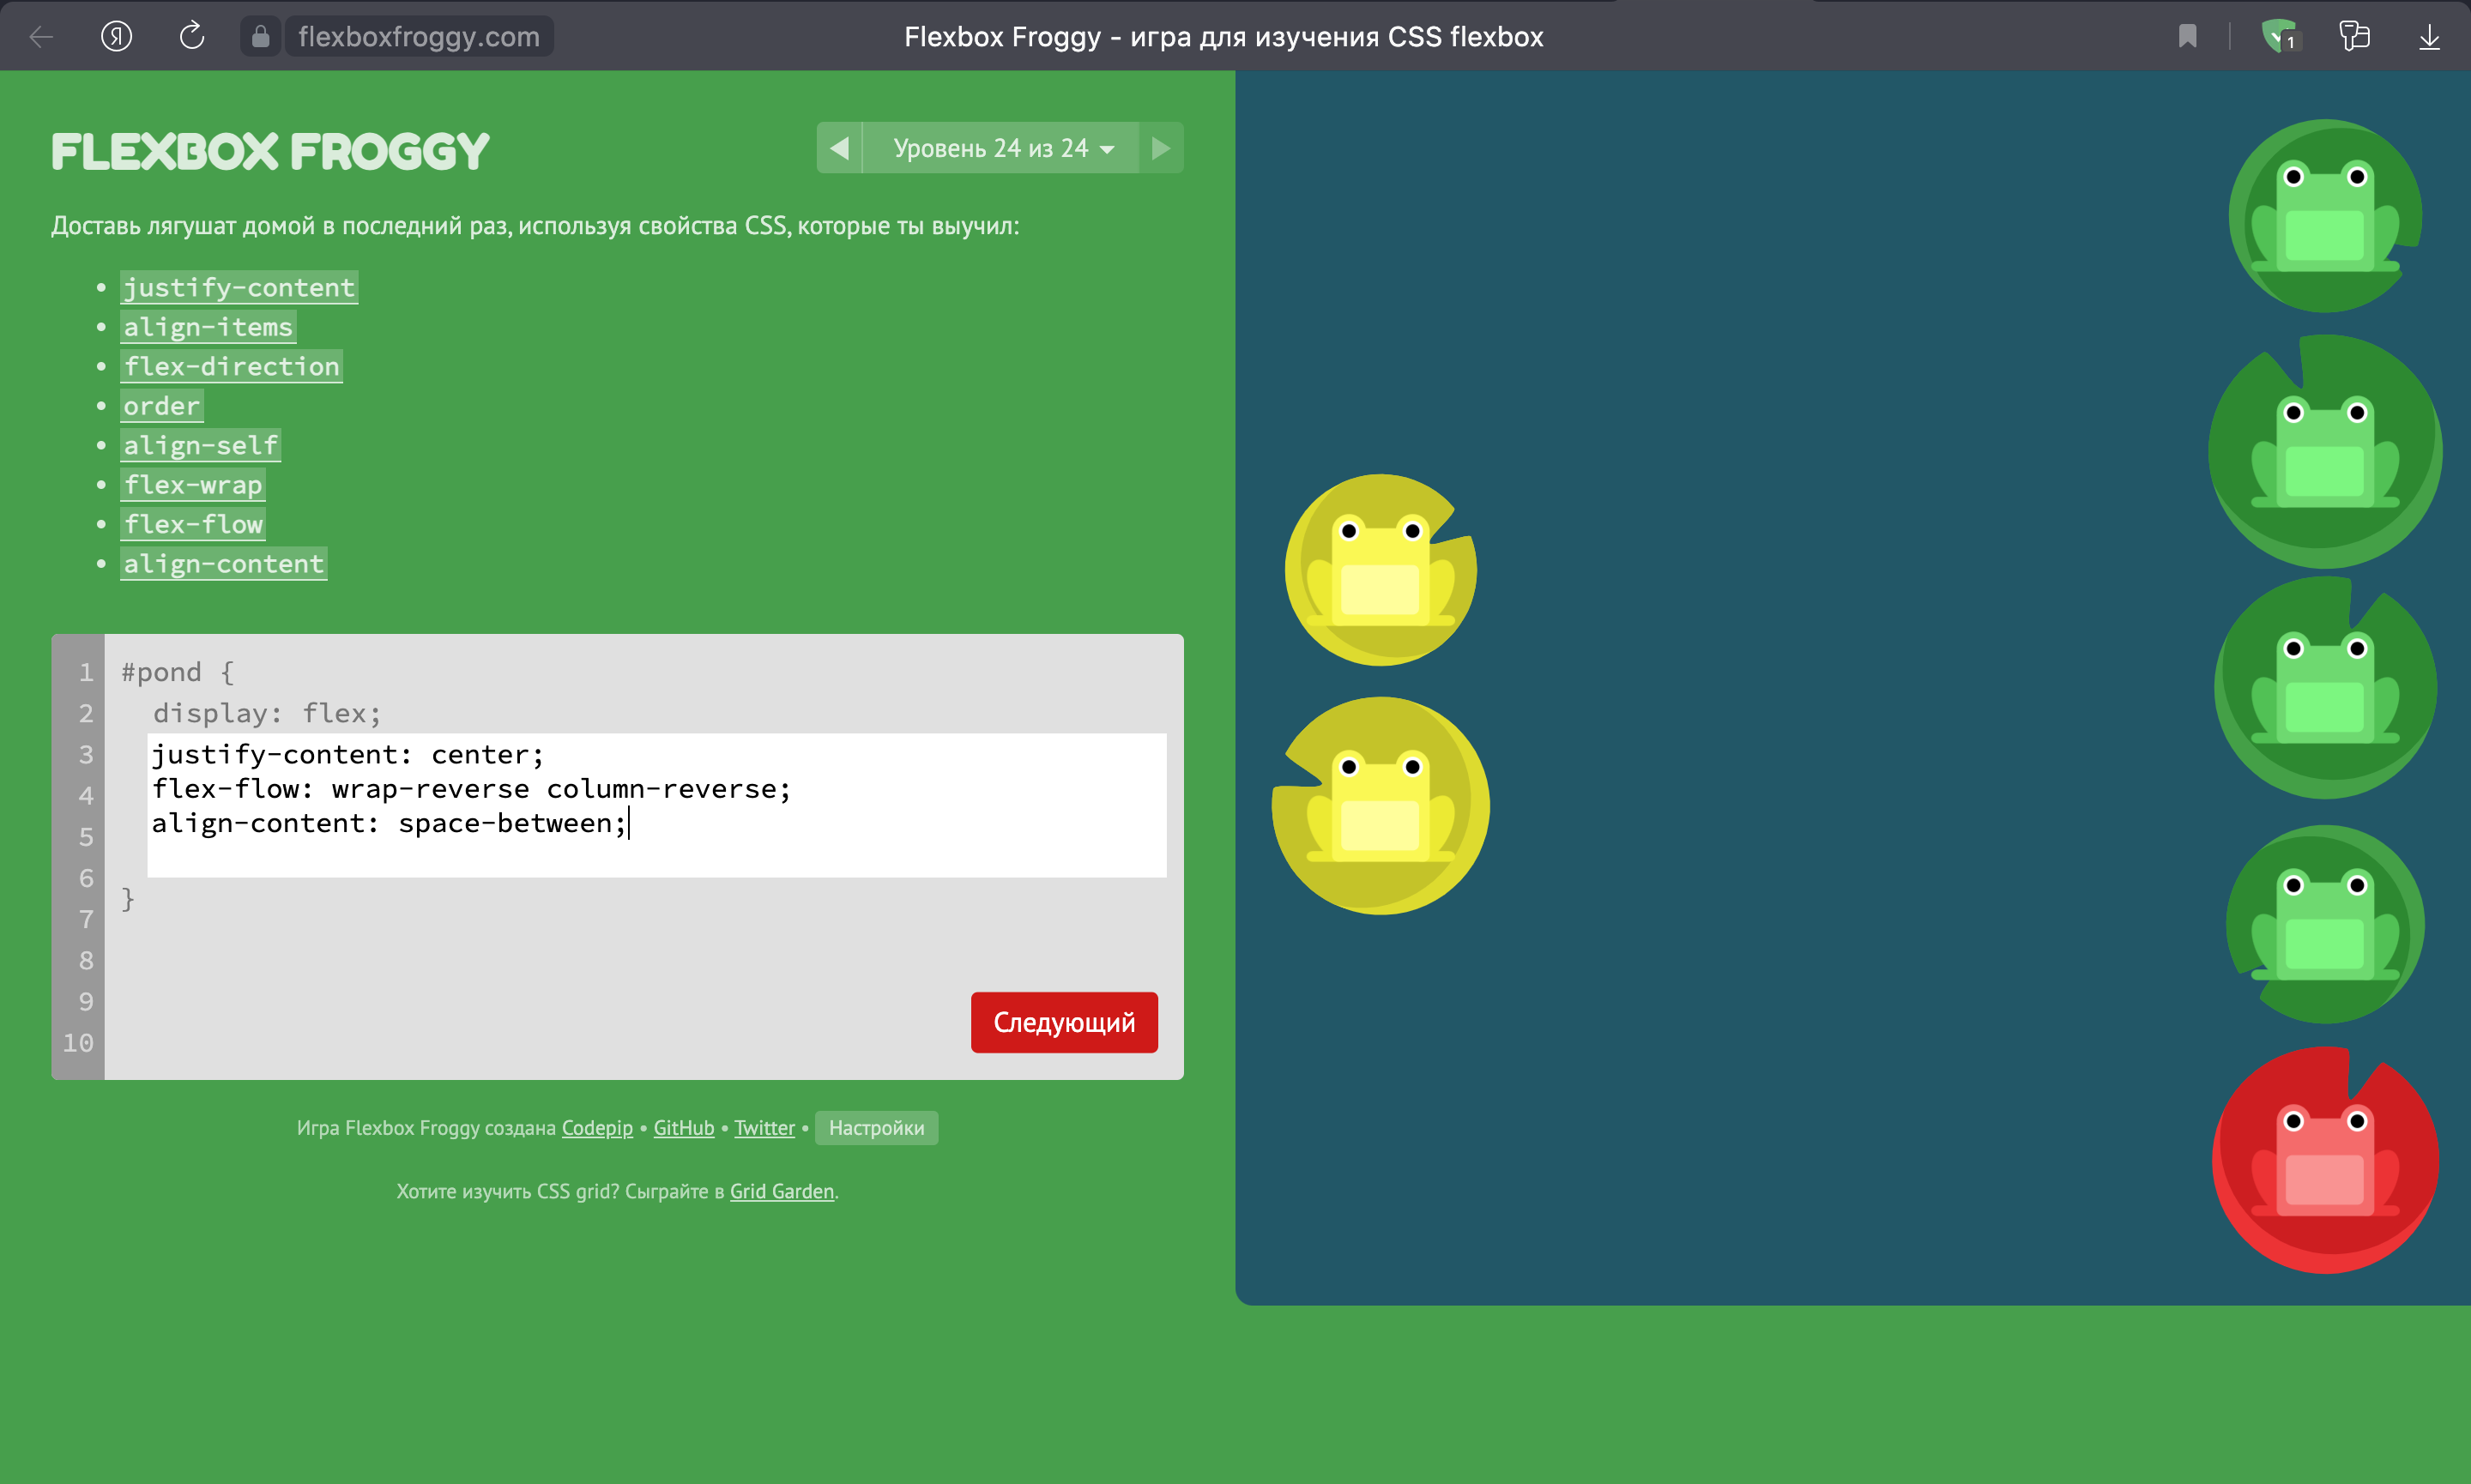 flexboxfroggy.com
Flexbox Froggy - игра для изучения CSS flexbox
1
FLEXBOX FROGGY
Уровень 24 из 24
Доставь лягушат домой в последний раз, используя свойства CSS, которые ты выучил:
justify-content
align-items
flex-direction
order
align-self
flex-wrap
flex-flow
align-content
1 #pond {
2 display: flex;
3 justify-content: center;
4 flex-flow: wrap-reverse column-reverse;
5 align-content: space-between;
6
7 }
8
9
10
Следующий
Игра Flexbox Froggy создана Codepip • GitHub • Twitter • Настройки
Хотите изучить CSS grid? Сыграйте в Grid Garden.